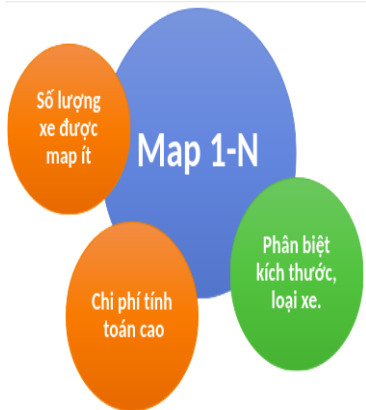 Số lượng
xe được
map ít
Map 1-N
Phân biệt
kích thước,
loại xe.
Chi phí tính
toán cao